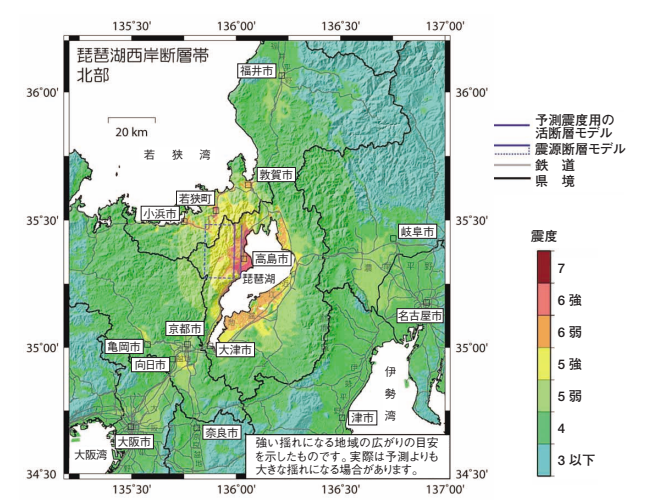 135°30' 136°00' 136°30' 137°00'
琵琶湖西岸断層帯
北部
福井市
36°00'
36°00'
20 km
若 狭 湾
敦賀市
若狭町
小浜市
35°30'
35°30'
岐阜市
高島市
琵琶湖
濃 尾 平 野
名古屋市
京都市
亀岡市
大津市
向日市
35°00'
35°00'
伊勢湾
津市
奈良市
大阪市
大阪湾
強い揺れになる地域の広がりの目安
を示したものです。実際は予測よりも
大きな揺れになる場合があります。
34°30'
34°30'
135°30' 136°00' 136°30' 137°00'
予測震度用の
活断層モデル
震源断層モデル
鉄 道
県 境
震度
7
6 強
6 弱
5 強
5 弱
4
3 以下